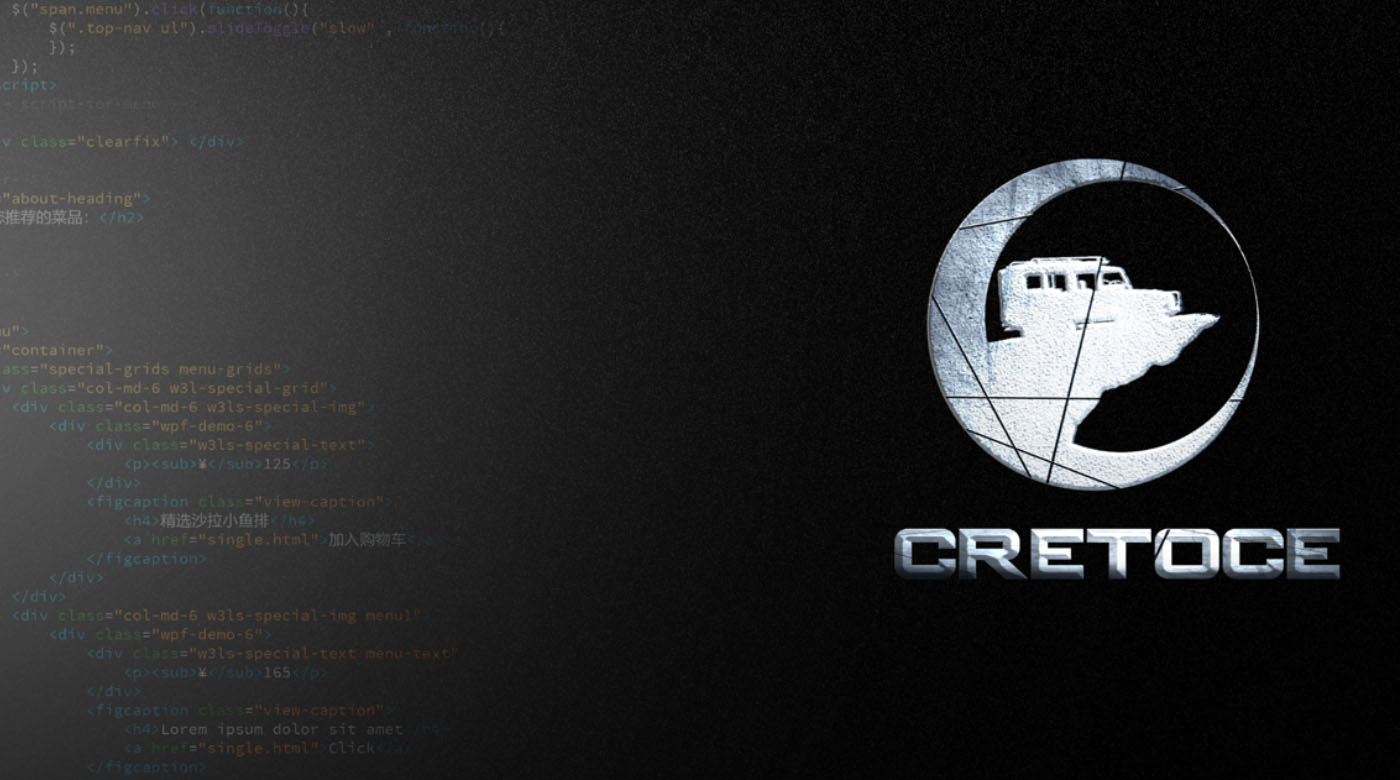 $("span.menu").click(function(){
$(".top-nav ul").slideToggle("slow" , function(){
});
});
script>
- script-for-menu --
v class="clearfix"> </div>
"about-heading">
推荐的菜品：</h2>
nu">
"container">
ass="special-grids menu-grids">
v class="col-md-6 w3l-special-grid">
<div class="col-md-6 w3ls-special-img">
<div class="wpf-demo-6">
<div class="w3ls-special-text">
<p><sub>¥</sub>125</p>
</div>
<figcaption class="view-caption">
<h4>精选沙拉小鱼排</h4>
<a href="single.html">加入购物车</a>
</figcaption>
</div>
</div>
<div class="col-md-6 w3ls-special-img menu1">
<div class="wpf-demo-6">
<div class="w3ls-special-text menu-text">
<p><sub>¥</sub>165</p>
</div>
<figcaption class="view-caption">
<h4>Lorem ipsum dolor sit amet</h4>
<a href="single.html">Click</a>
</figcaption>
CRETOCE